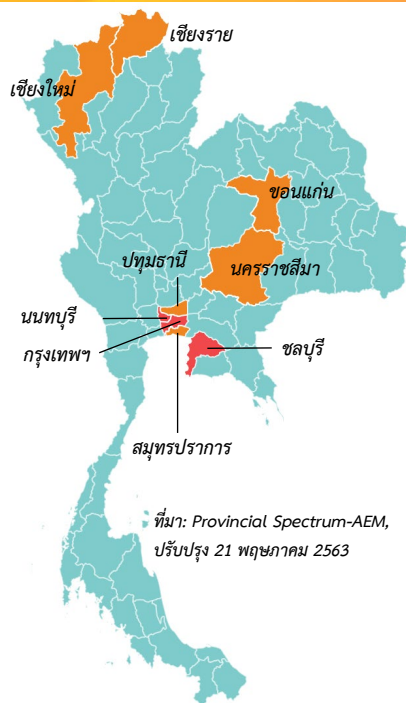 เชียงราย
เชียงใหม่
ขอนแก่น
ปทุมธานี
นครราชสีมา
นนทบุรี
กรุงเทพฯ
ชลบุรี
สมุทรปราการ
ที่มา: Provincial Spectrum-AEM,
ปรับปรุง 21 พฤษภาคม 2563